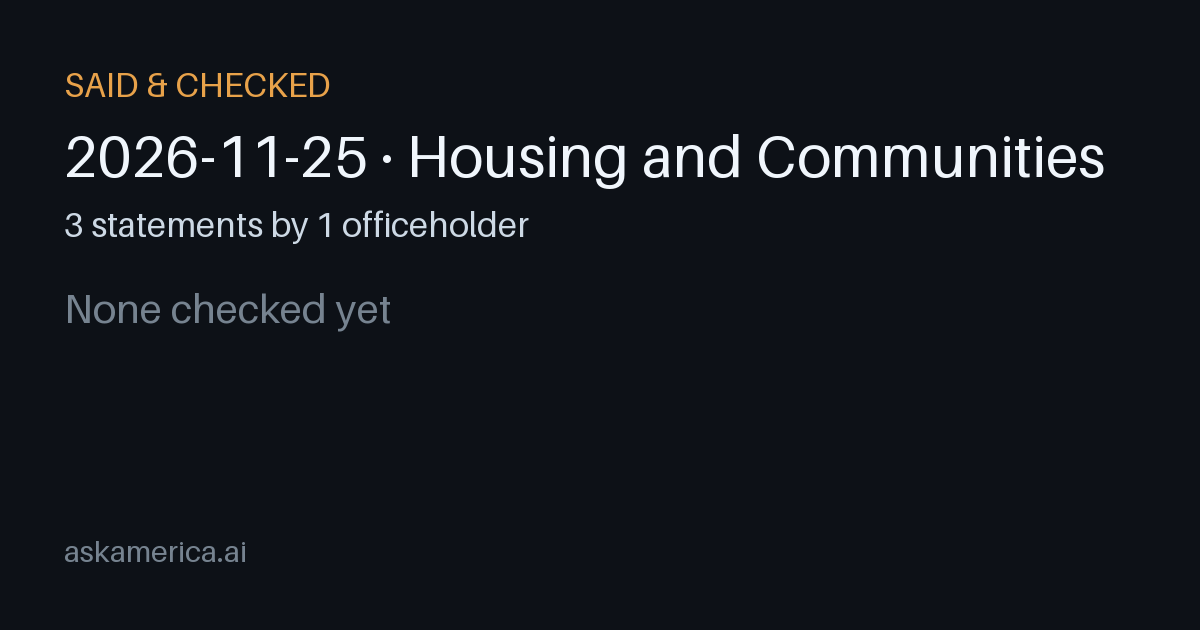 SAID & CHECKED
2026-11-25 · Housing and Communities
3 statements by 1 officeholder
None checked yet
askamerica.ai